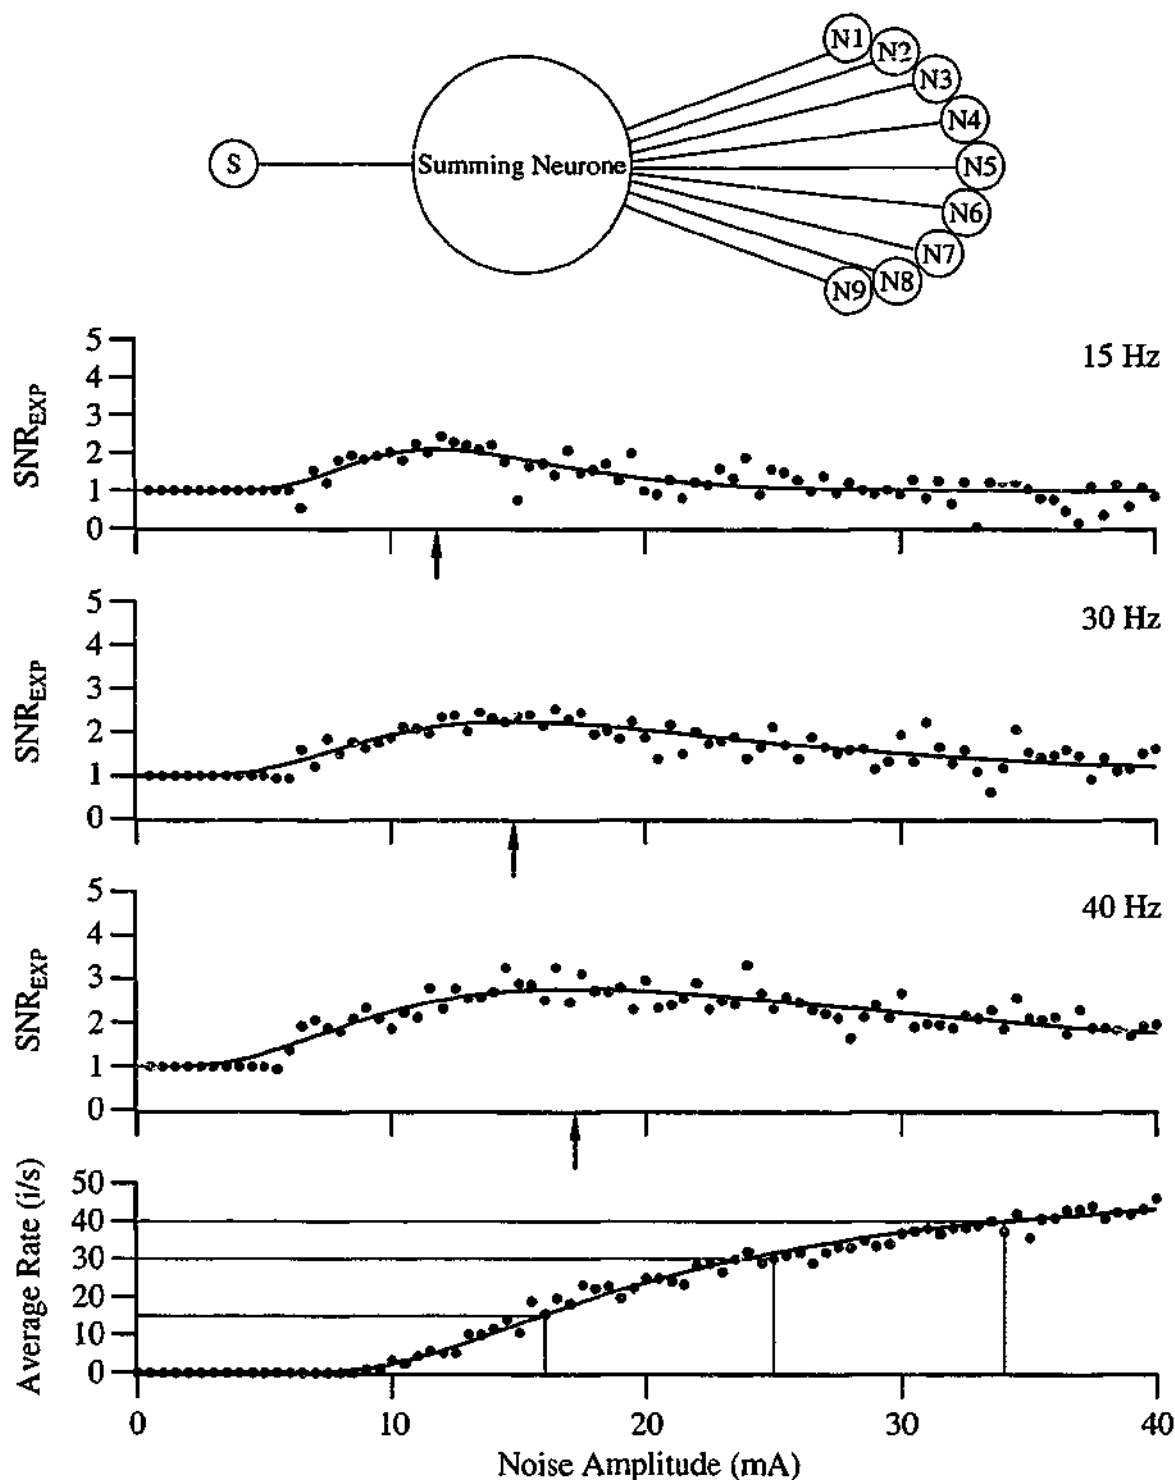 N1
N2
N3
N4
S
Summing Neurone
N5
N6
N7
N8
N9
15 Hz
SNR_EXP
5
4
3
2
1
0
30 Hz
SNR_EXP
5
4
3
2
1
0
40 Hz
SNR_EXP
5
4
3
2
1
0
Average Rate (i/s)
50
40
30
20
10
0
0 10 20 30 40
Noise Amplitude (mA)